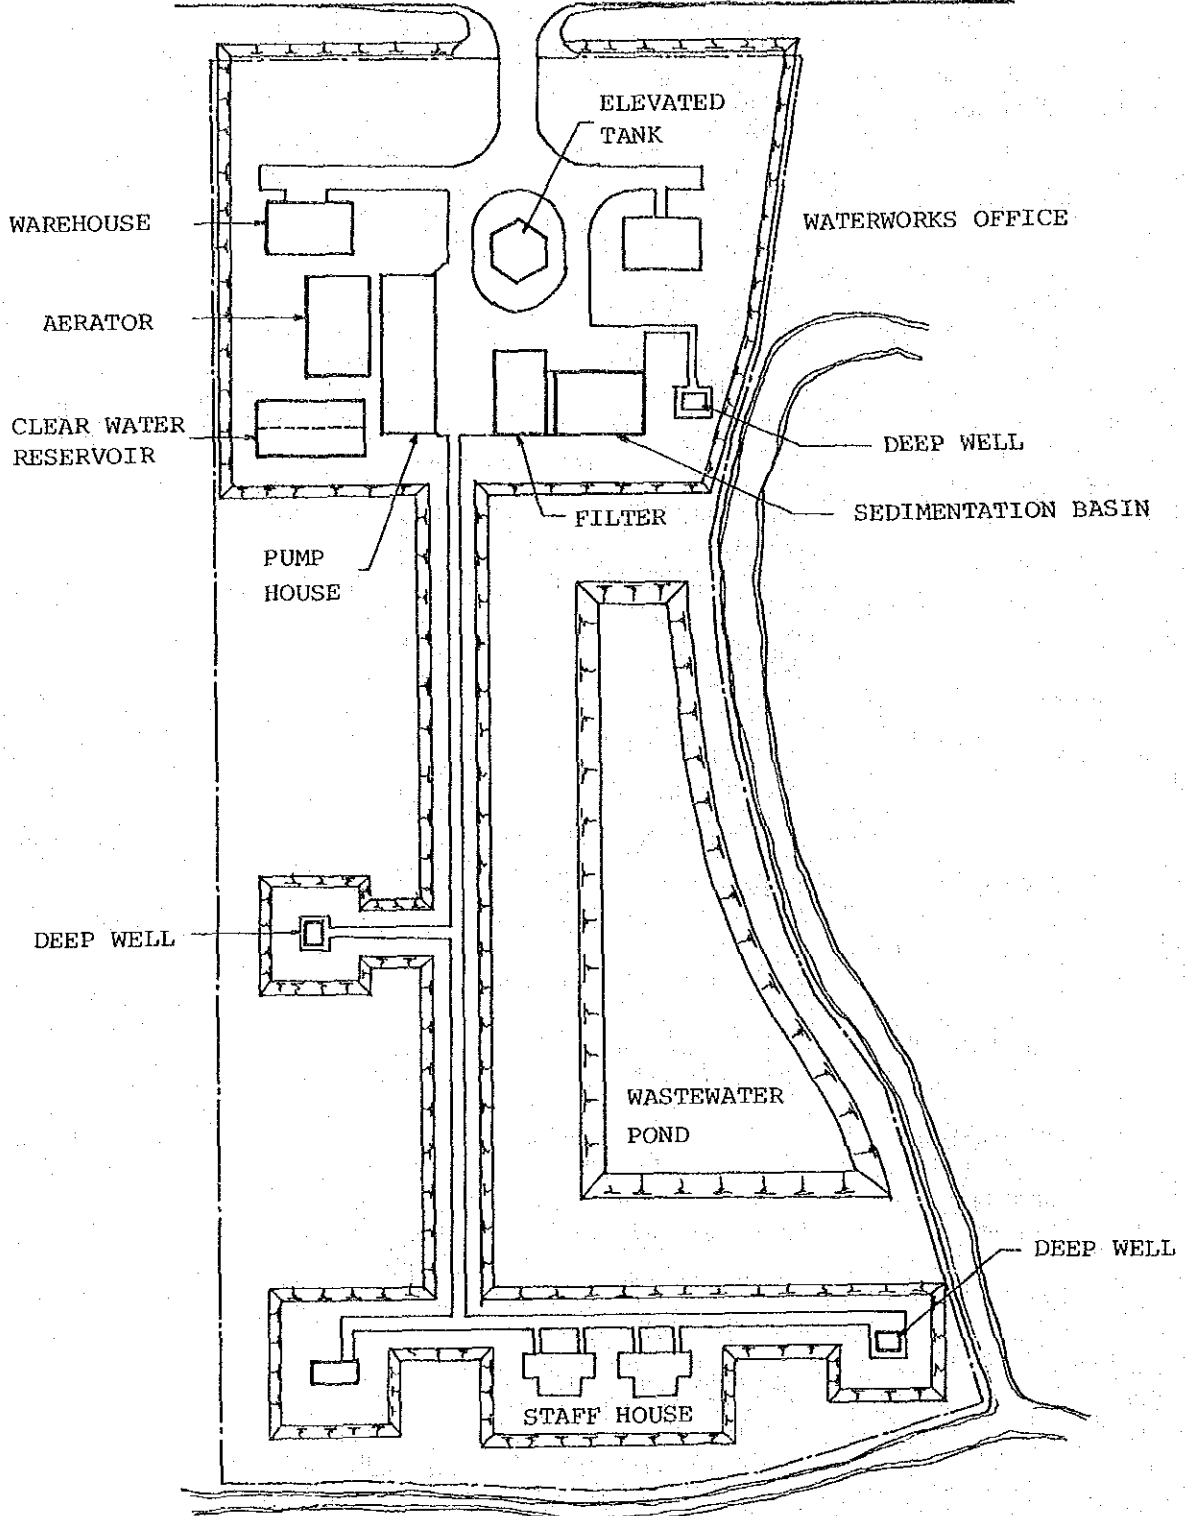 ELEVATED
TANK
WAREHOUSE
WATERWORKS OFFICE
AERATOR
CLEAR WATER
RESERVOIR
DEEP WELL
FILTER
SEDIMENTATION BASIN
PUMP
HOUSE
DEEP WELL
WASTEWATER
POND
DEEP WELL
STAFF HOUSE